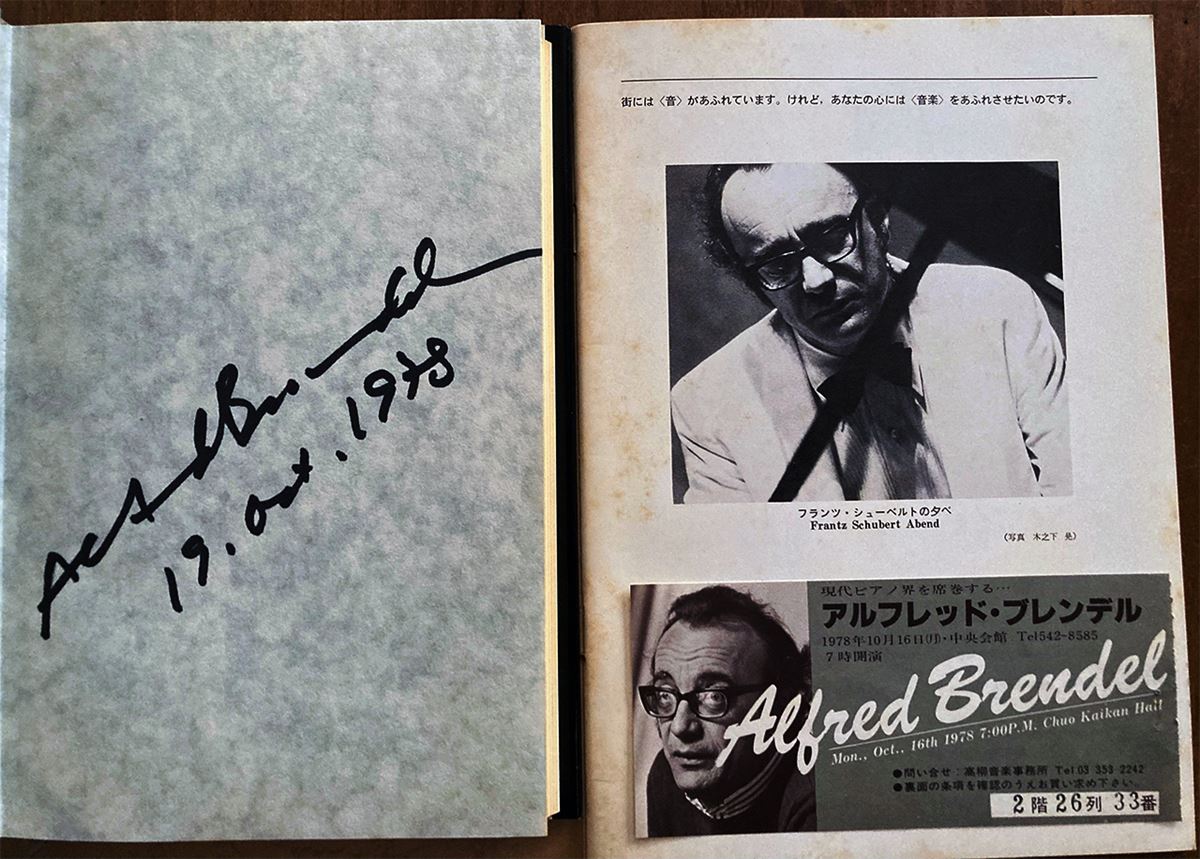 Alfred Brendel
19. Oct. 1978
街には〈音〉があふれています。けれど，あなたの心には〈音楽〉をあふれさせたいのです。
フランツ・シューベルトの夕べ
Frantz Schubert Abend
(写真 木之下 晃)
現代ピアノ界を席巻する…
アルフレッド・ブレンデル
1978年10月16日(月)・中央会館 Tel542-8585
7時開演
Alfred Brendel
Mon., Oct., 16th 1978 7:00P.M. Chuo Kaikan Hall
●問い合せ：高柳音楽事務所 Tel.03 353 2242
●裏面の条項を確認のうえお買い求め下さい。
2階26列 33番